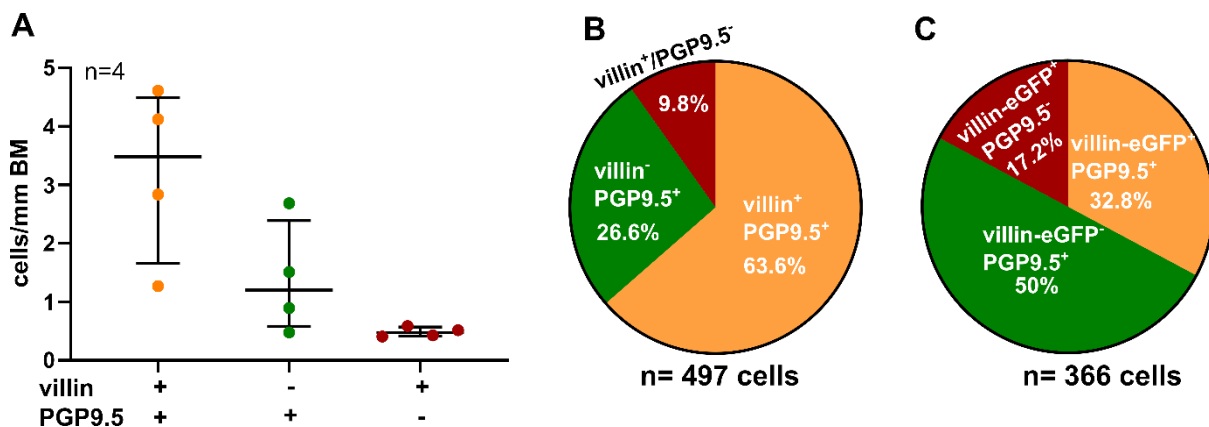 A
n=4
5
4
3
2
1
0
cells/mm BM
villin + - +
PGP9.5 + + -
B
villin⁺/PGP9.5⁻
9.8%
villin⁻
PGP9.5⁺
26.6%
villin⁺
PGP9.5⁺
63.6%
n= 497 cells
C
villin-eGFP⁺
PGP9.5⁻
17.2%
villin-eGFP⁺
PGP9.5⁺
32.8%
villin-eGFP⁻
PGP9.5⁺
50%
n= 366 cells